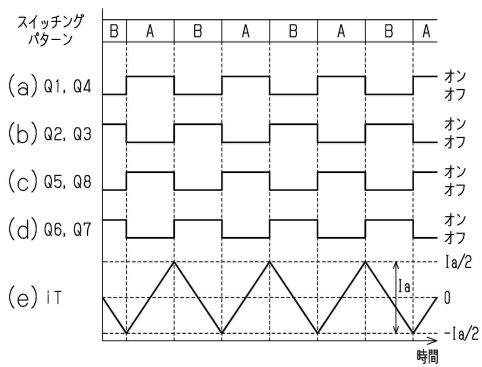 スイッチング
パターン
B A B A B A B A
(a) Q1, Q4 オン
オフ
(b) Q2, Q3 オン
オフ
(c) Q5, Q8 オン
オフ
(d) Q6, Q7 オン
オフ
Ia/2
(e) iT Ia 0
-Ia/2
時間